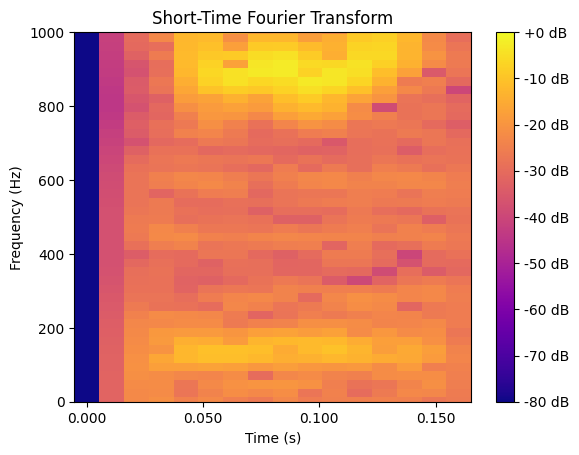 Short-Time Fourier Transform
Frequency (Hz)
1000
800
600
400
200
0
0.000
0.050
0.100
0.150
Time (s)
+0 dB
-10 dB
-20 dB
-30 dB
-40 dB
-50 dB
-60 dB
-70 dB
-80 dB